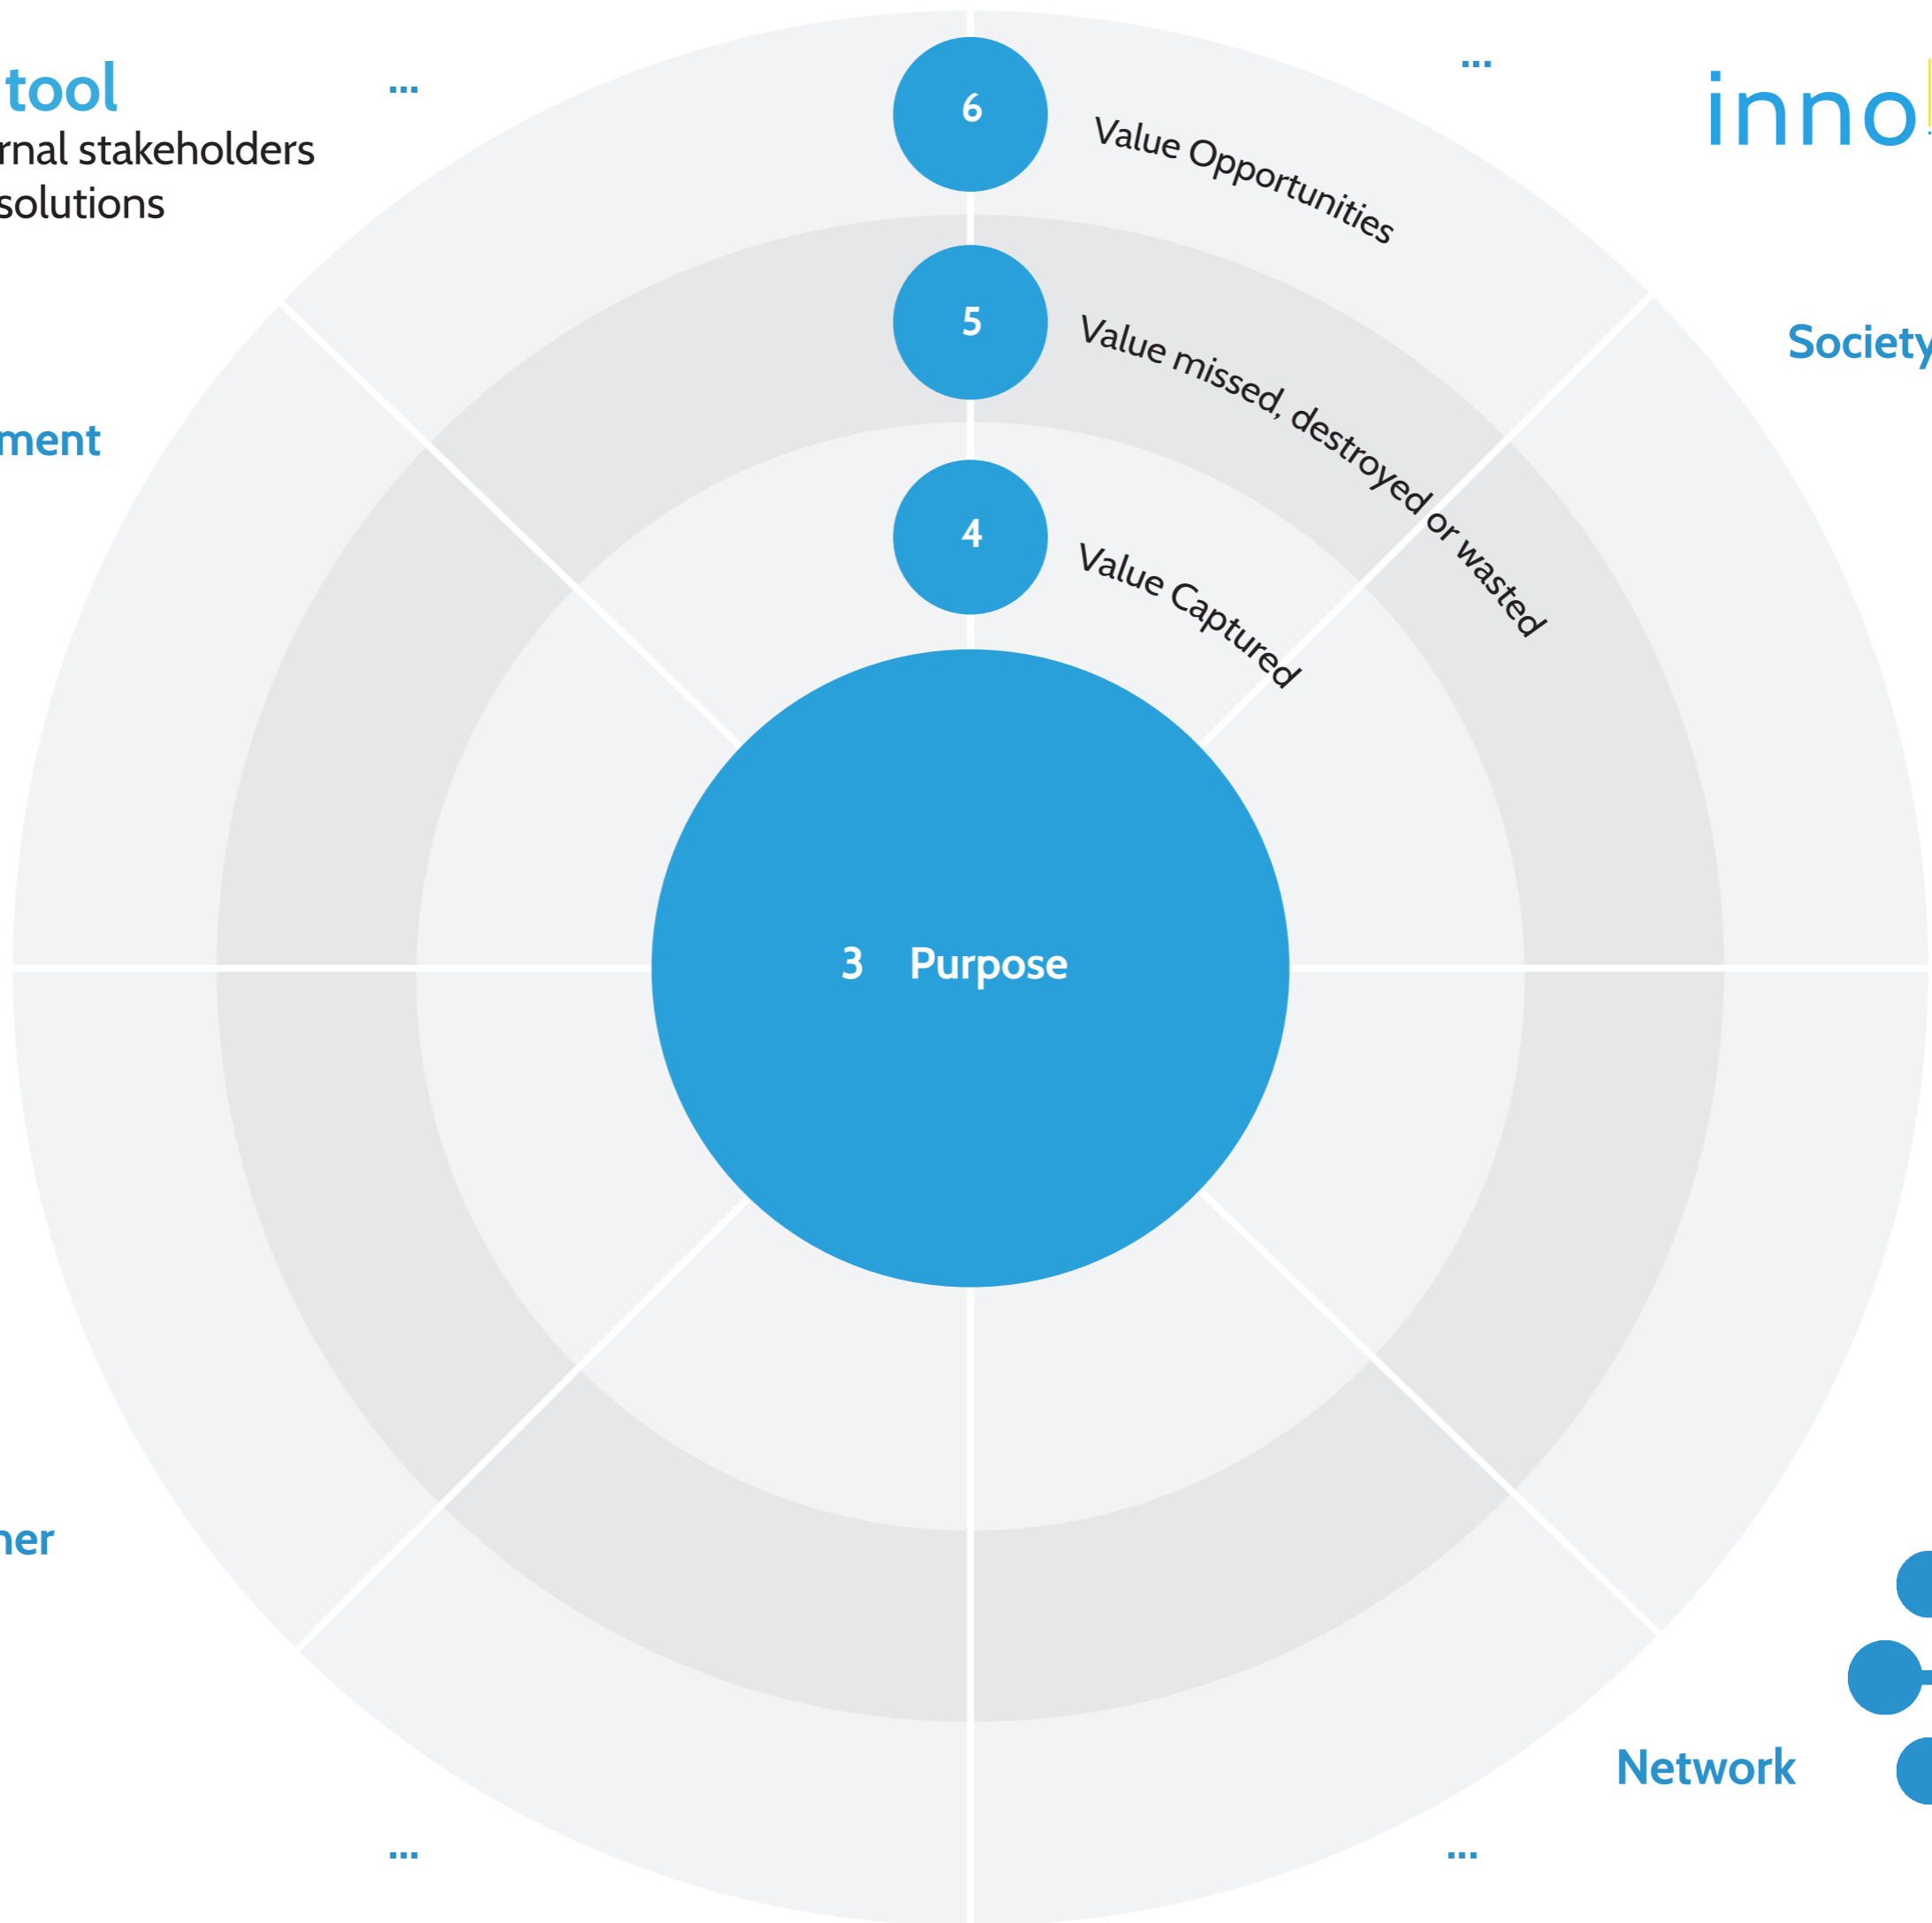 tool
...
...
inno
rnal stakeholders
solutions
6
Value Opportunities
5
Value missed, destroyed or wasted
Society
ment
4
Value Captured
3 Purpose
ner
Network
...
...